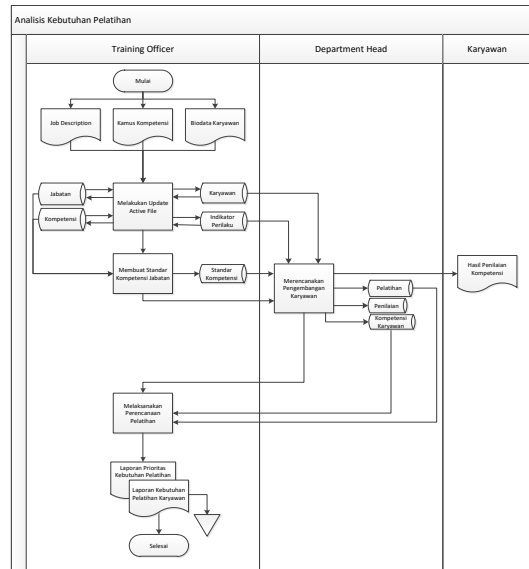 Analisis Kebutuhan Pelatihan
Training Officer
Department Head
Karyawan
Mulai
Job Description
Kamus Kompetensi
Biodata Karyawan
Jabatan
Kompetensi
Melakukan Update
Active File
Karyawan
Indikator
Perilaku
Membuat Standar
Kompetensi Jabatan
Standar
Kompetensi
Merencanakan
Pengembangan
Karyawan
Hasil Penilaian
Kompetensi
Pelatihan
Penilaian
Kompetensi
Karyawan
Melaksanakan
Perencanaan
Pelatihan
Laporan Prioritas
Kebutuhan Pelatihan
Laporan Kebutuhan
Pelatihan Karyawan
Selesai